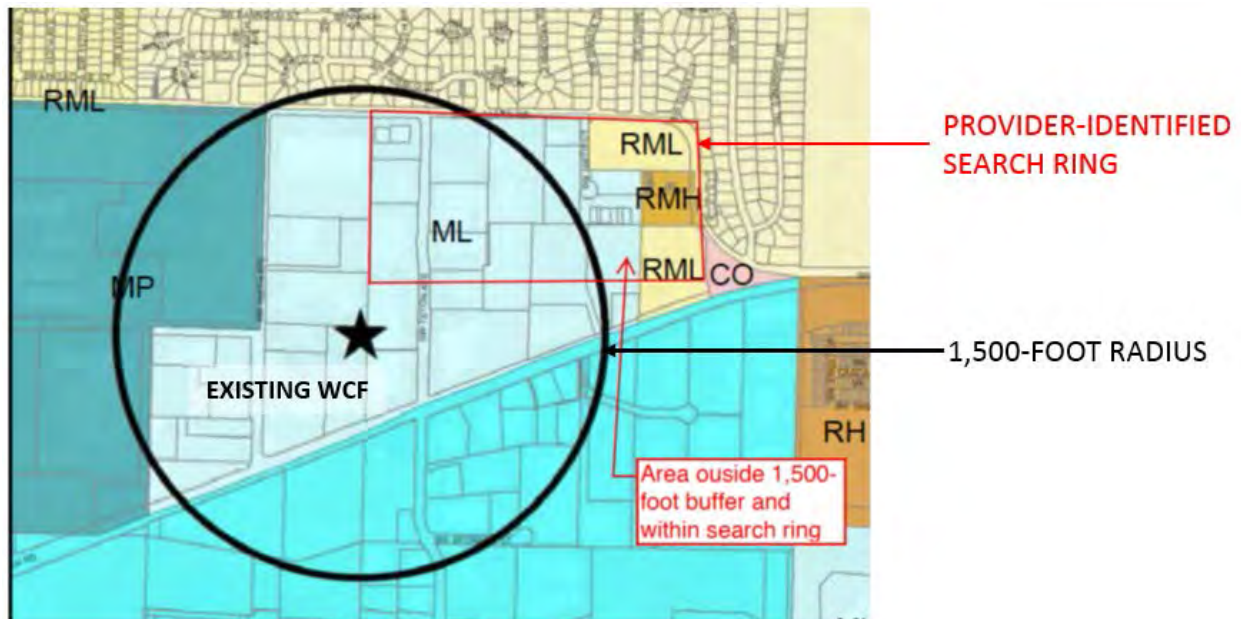 RML
RML
PROVIDER-IDENTIFIED
SEARCH RING
RMH
ML
RML
CO
MP
1,500-FOOT RADIUS
EXISTING WCF
RH
Area ouside 1,500-
foot buffer and
within search ring